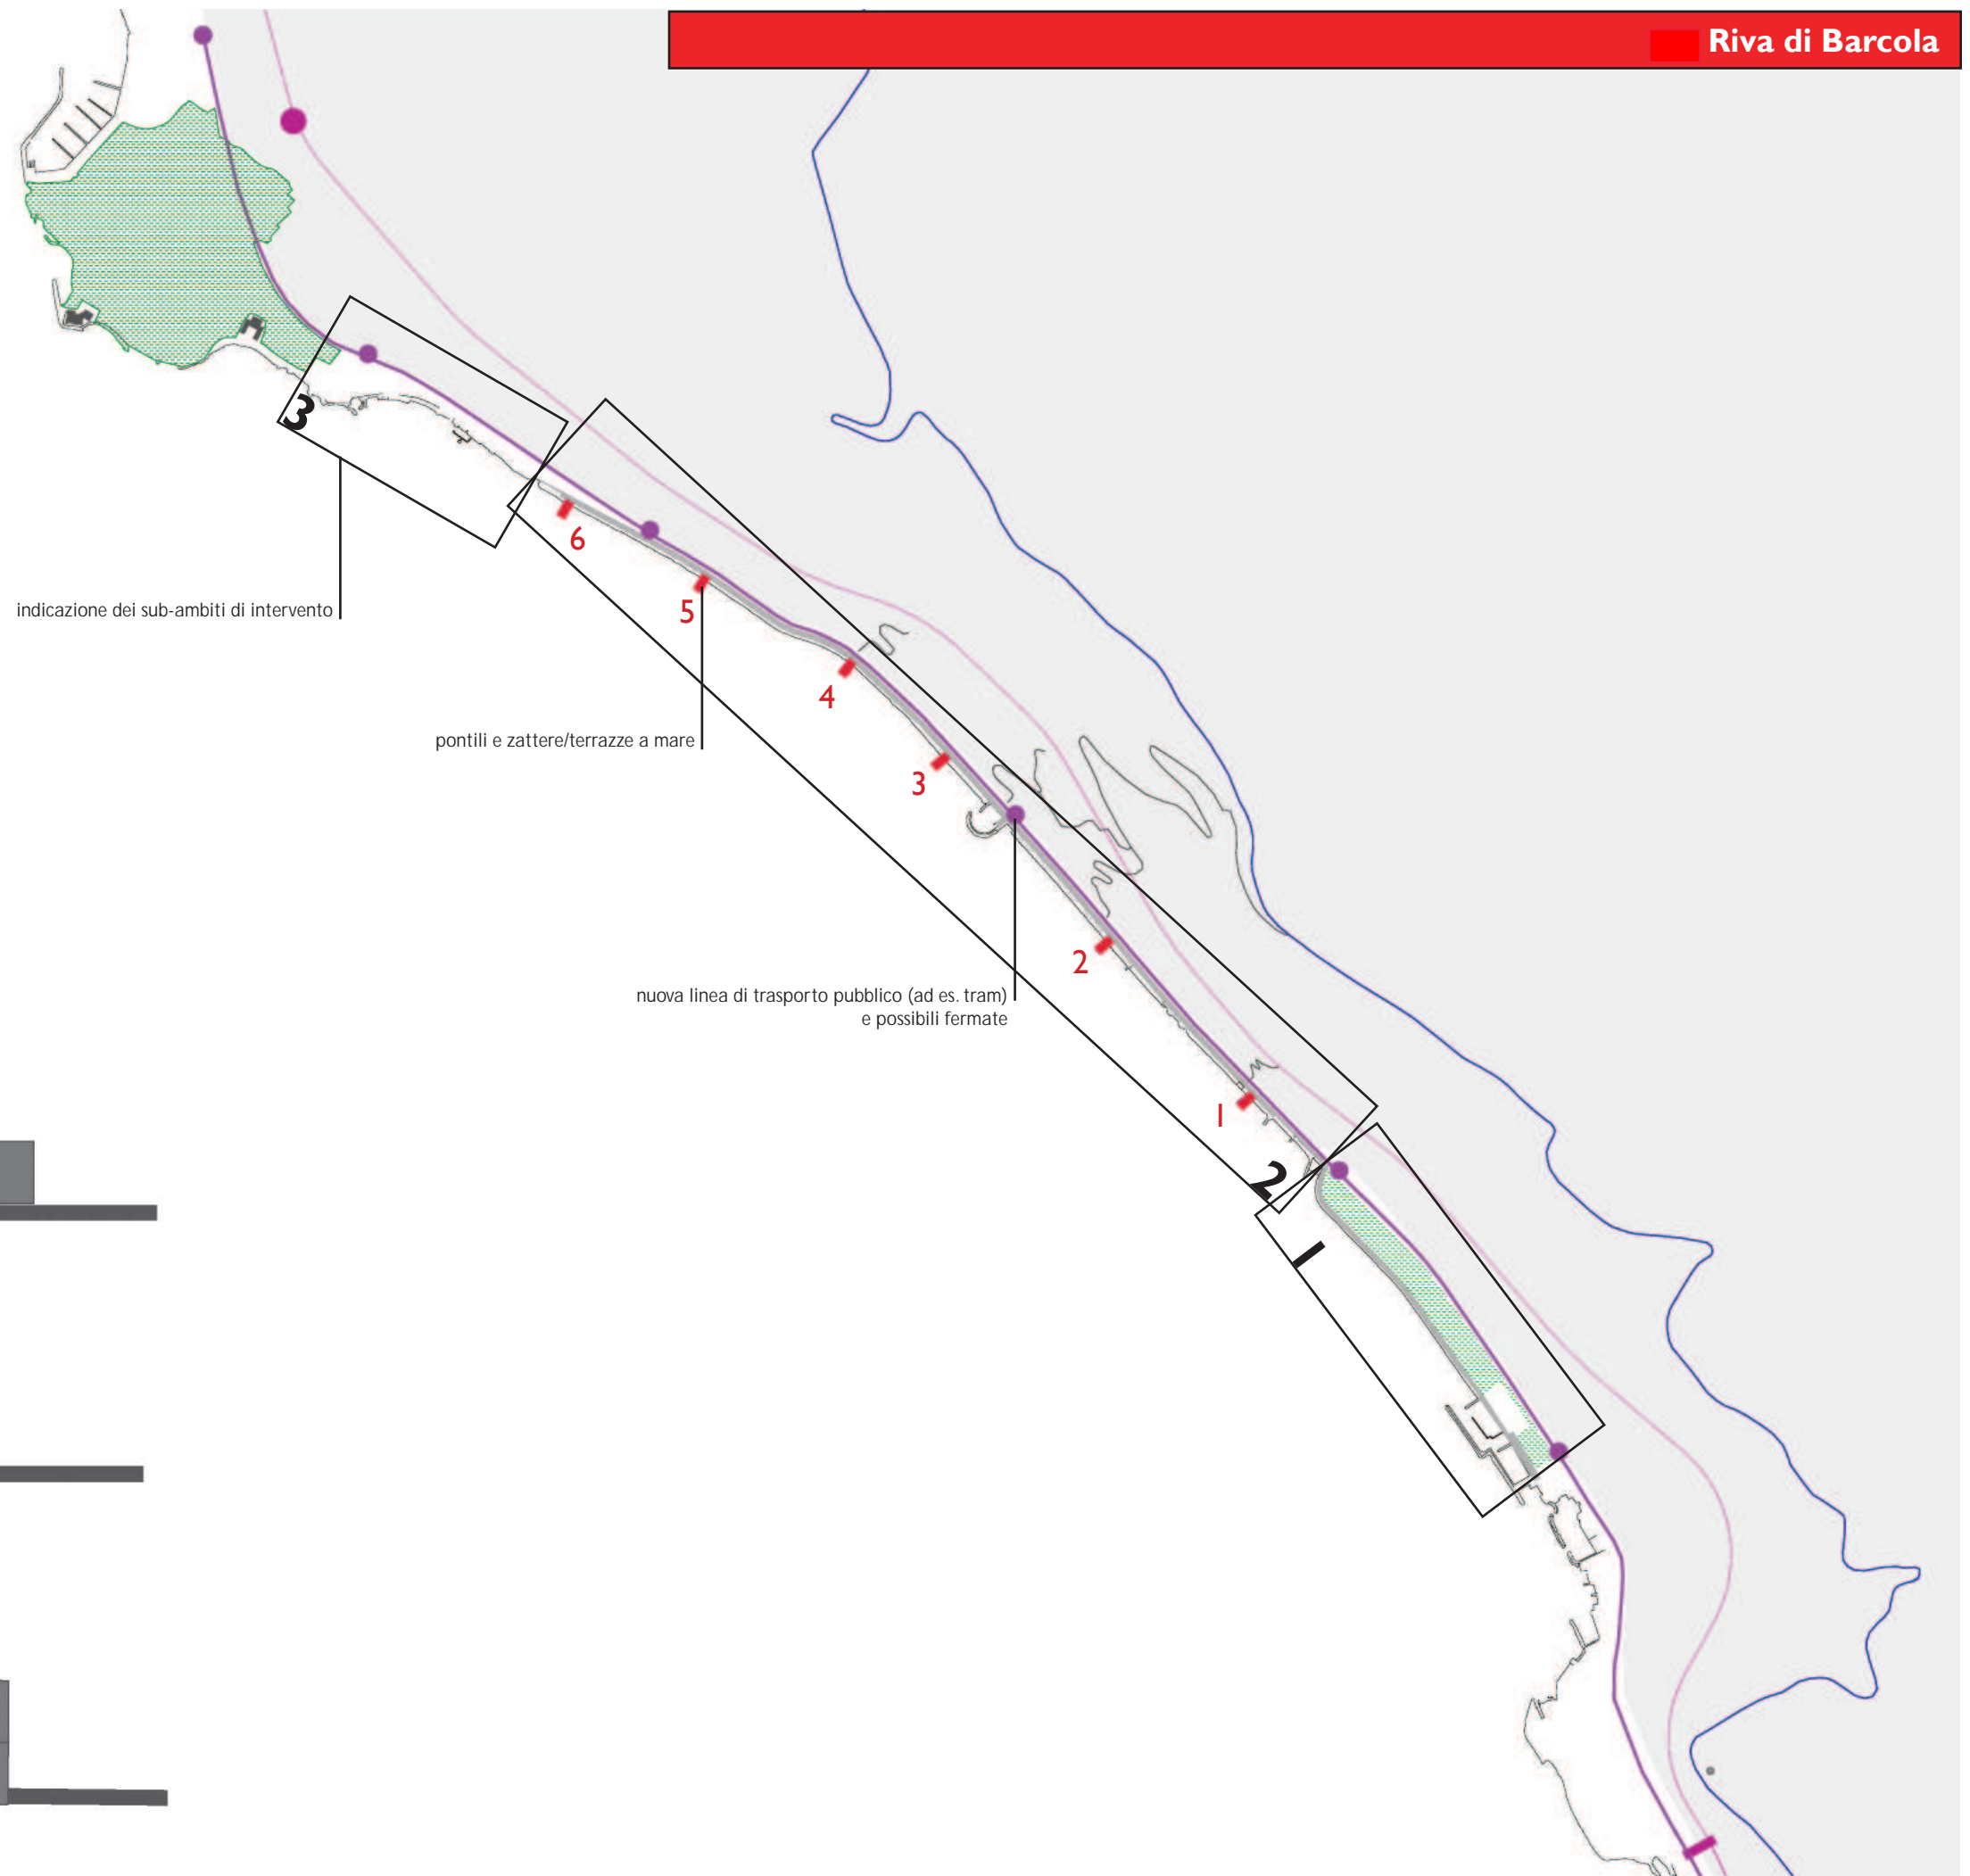 Riva di Barcola
3
6
indicazione dei sub-ambiti di intervento
5
4
pontili e zattere/terrazze a mare
3
2
nuova linea di trasporto pubblico (ad es. tram)
e possibili fermate
1
2
1